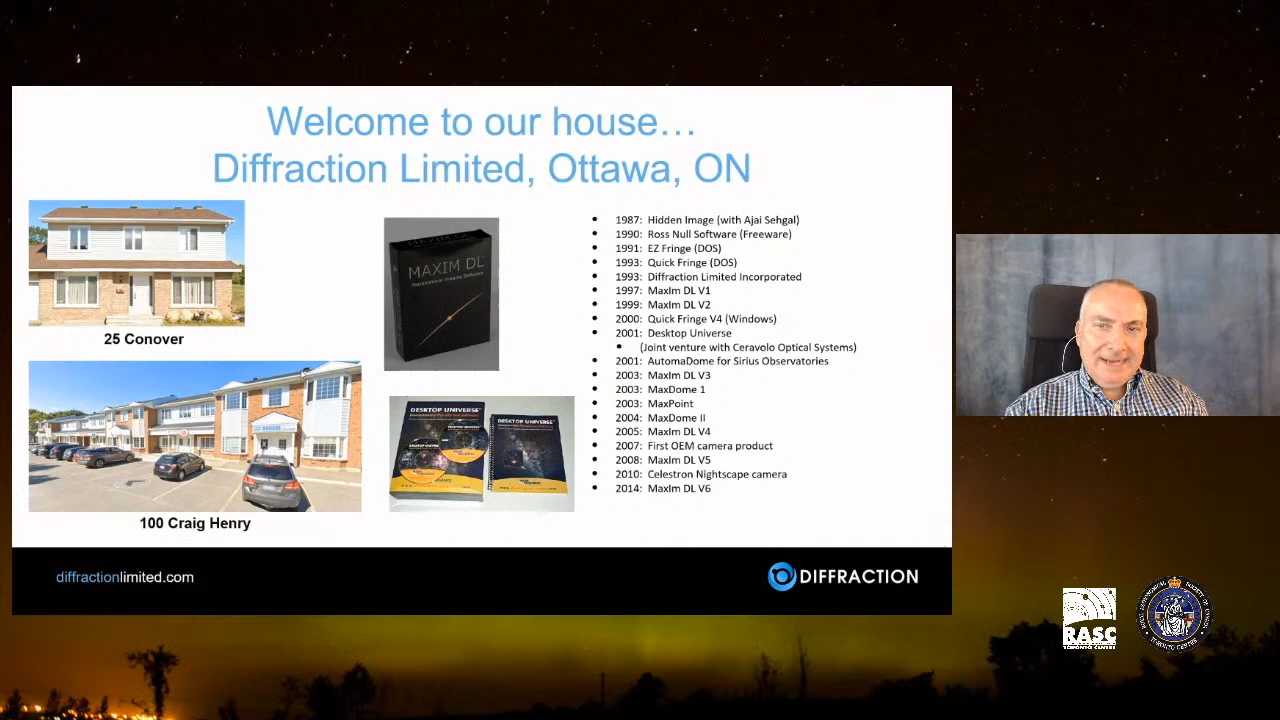 Welcome to our house…
Diffraction Limited, Ottawa, ON
25 Conover
100 Craig Henry
MAXIM DL
DESKTOP UNIVERSE
DESKTOP UNIVERSE
• 1987: Hidden Image (with Ajai Sehgal)
• 1990: Ross Null Software (Freeware)
• 1991: EZ Fringe (DOS)
• 1993: Quick Fringe (DOS)
• 1993: Diffraction Limited Incorporated
• 1997: MaxIm DL V1
• 1999: MaxIm DL V2
• 2000: Quick Fringe V4 (Windows)
• 2001: Desktop Universe
• (Joint venture with Ceravolo Optical Systems)
• 2001: AutomaDome for Sirius Observatories
• 2003: MaxIm DL V3
• 2003: MaxDome 1
• 2003: MaxPoint
• 2004: MaxDome II
• 2005: MaxIm DL V4
• 2007: First OEM camera product
• 2008: MaxIm DL V5
• 2010: Celestron Nightscape camera
• 2014: MaxIm DL V6
diffractionlimited.com
DIFFRACTION
RASC
TORONTO CENTRE